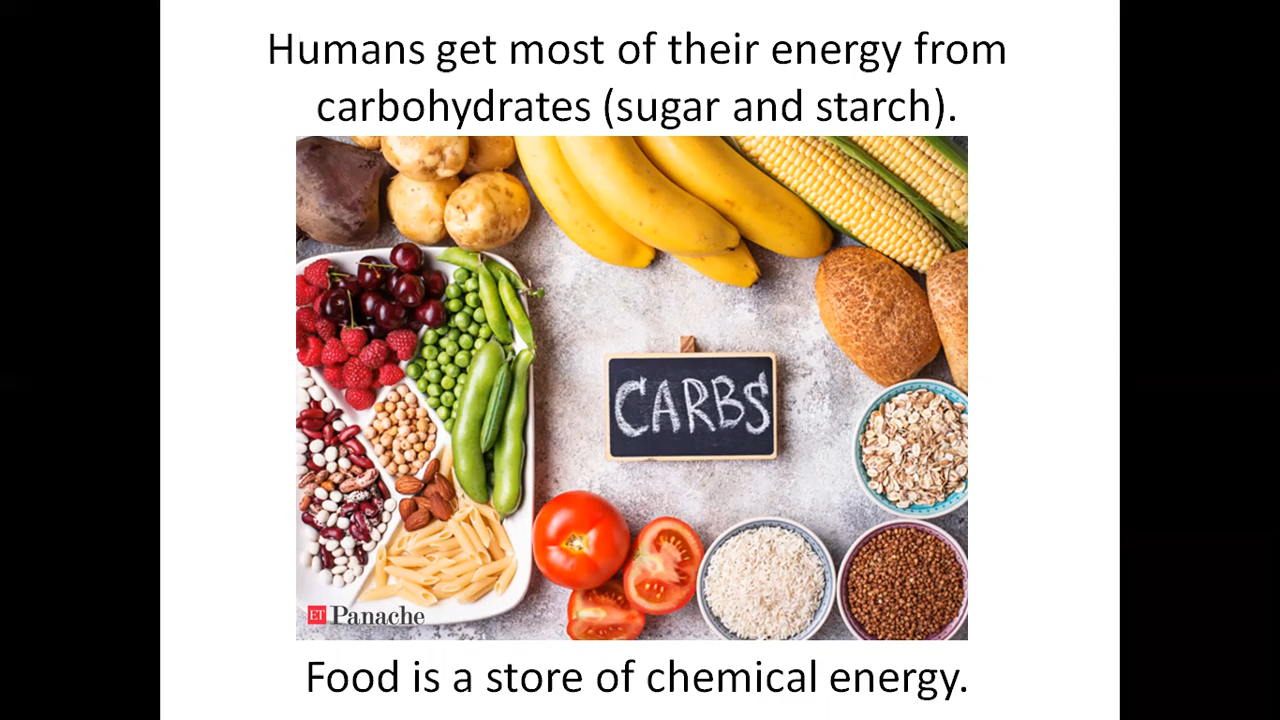 Humans get most of their energy from
carbohydrates (sugar and starch).
CARBS
ET Panache
Food is a store of chemical energy.